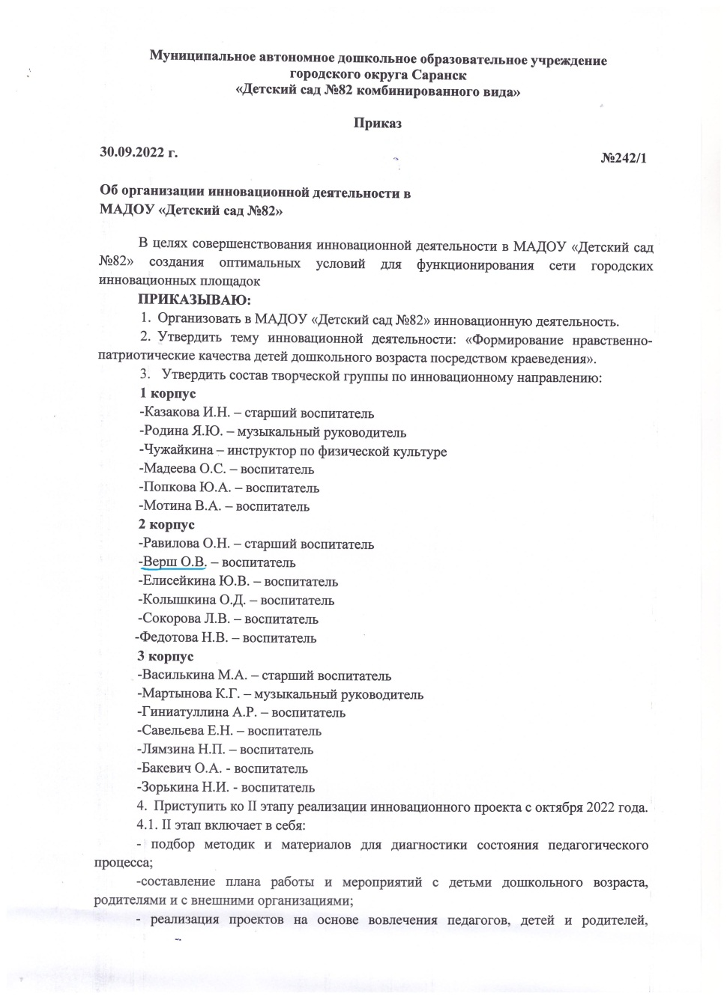 Муниципальное автономное дошкольное образовательное учреждение
городского округа Саранск
«Детский сад №82 комбинированного вида»
Приказ
30.09.2022 г.
№242/1
Об организации инновационной деятельности в
МАДОУ «Детский сад №82»
В целях совершенствования инновационной деятельности в МАДОУ «Детский сад
№82» создания оптимальных условий для функционирования сети городских
инновационных площадок
ПРИКАЗЫВАЮ:
1. Организовать в МАДОУ «Детский сад №82» инновационную деятельность.
2. Утвердить тему инновационной деятельности: «Формирование нравственно-
патриотические качества детей дошкольного возраста посредством краеведения».
3. Утвердить состав творческой группы по инновационному направлению:
1 корпус
-Казакова И.Н. – старший воспитатель
-Родина Я.Ю. – музыкальный руководитель
-Чужайкина – инструктор по физической культуре
-Мадеева О.С. – воспитатель
-Попкова Ю.А. – воспитатель
-Мотина В.А. – воспитатель
2 корпус
-Равилова О.Н. – старший воспитатель
-Верш О.В. – воспитатель
-Елисейкина Ю.В. – воспитатель
-Колышкина О.Д. – воспитатель
-Сокорова Л.В. – воспитатель
-Федотова Н.В. – воспитатель
3 корпус
-Василькина М.А. – старший воспитатель
-Мартынова К.Г. – музыкальный руководитель
-Гиниатуллина А.Р. – воспитатель
-Савельева Е.Н. – воспитатель
-Лямзина Н.П. – воспитатель
-Бакевич О.А. - воспитатель
-Зорькина Н.И. - воспитатель
4. Приступить ко II этапу реализации инновационного проекта с октября 2022 года.
4.1. II этап включает в себя:
- подбор методик и материалов для диагностики состояния педагогического
процесса;
-составление плана работы и мероприятий с детьми дошкольного возраста,
родителями и с внешними организациями;
- реализация проектов на основе вовлечения педагогов, детей и родителей,